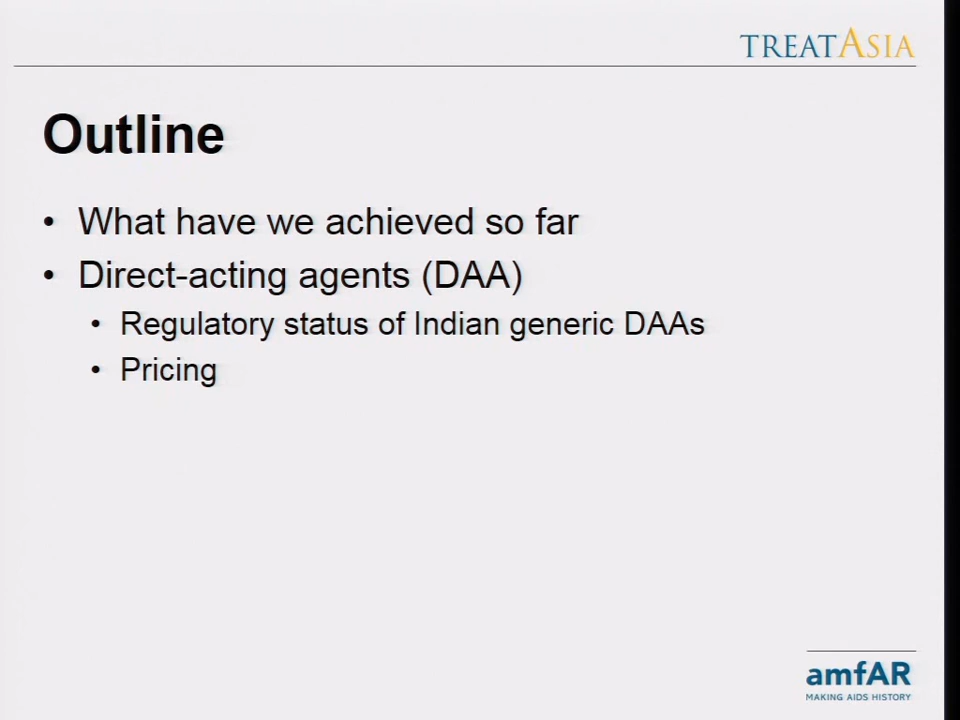 TREATASIA
Outline
• What have we achieved so far
• Direct-acting agents (DAA)
• Regulatory status of Indian generic DAAs
• Pricing
amfAR
MAKING AIDS HISTORY